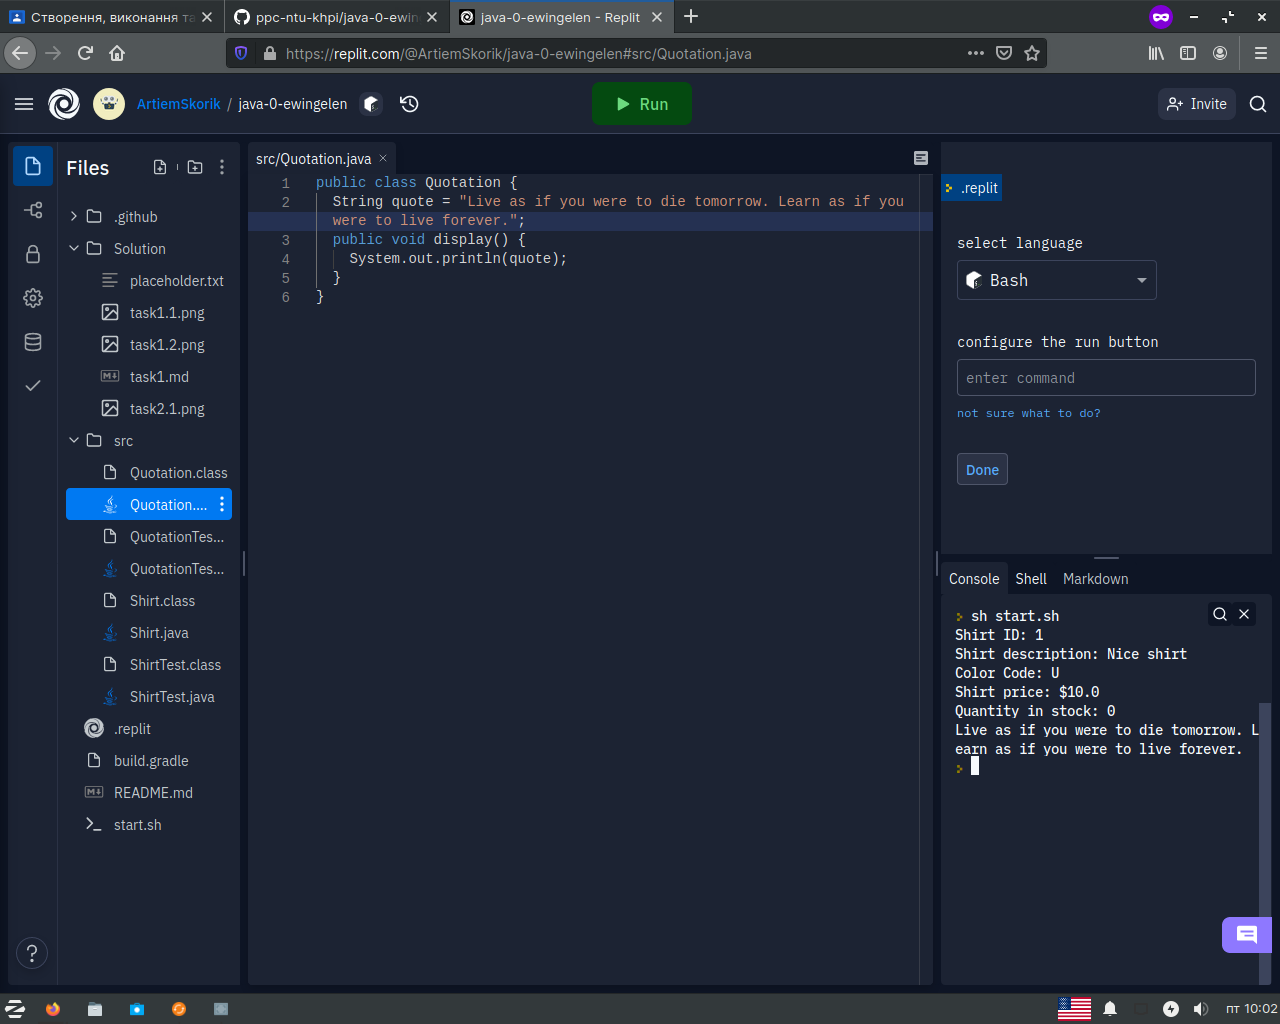 Створення, виконання та
ppc-ntu-khpi/java-0-ewin
java-0-ewingelen - Replit
https://replit.com/@ArtiemSkorik/java-0-ewingelen#src/Quotation.java
ArtiemSkorik / java-0-ewingelen
Run
Invite
Files
.github
Solution
placeholder.txt
task1.1.png
task1.2.png
task1.md
task2.1.png
src
Quotation.class
Quotation....
QuotationTes...
QuotationTes...
Shirt.class
Shirt.java
ShirtTest.class
ShirtTest.java
.replit
build.gradle
README.md
start.sh
?
src/Quotation.java
1 public class Quotation {
2 String quote = "Live as if you were to die tomorrow. Learn as if you
were to live forever.";
3 public void display() {
4 System.out.println(quote);
5 }
6 }
.replit
select language
Bash
configure the run button
enter command
not sure what to do?
Done
Console Shell Markdown
sh start.sh
Shirt ID: 1
Shirt description: Nice shirt
Color Code: U
Shirt price: $10.0
Quantity in stock: 0
Live as if you were to die tomorrow. L
earn as if you were to live forever.
пт 10:02